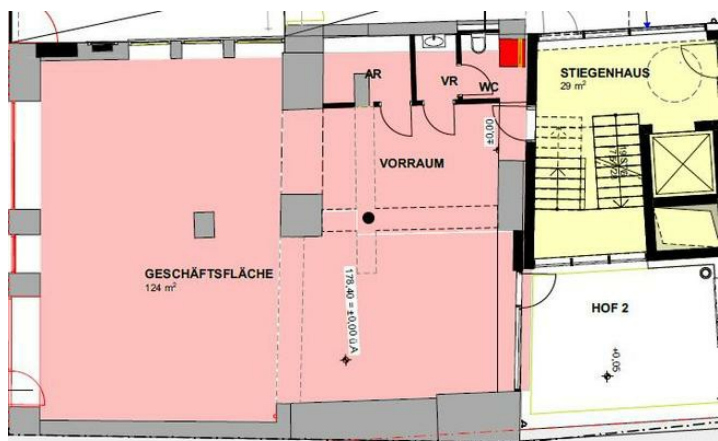 AR
VR
WC
STIEGENHAUS
29 m²
±0,00
VORRAUM
GESCHÄFTSFLÄCHE
124 m²
178,40 = ±0,00 ü.A
HOF 2
+0,05